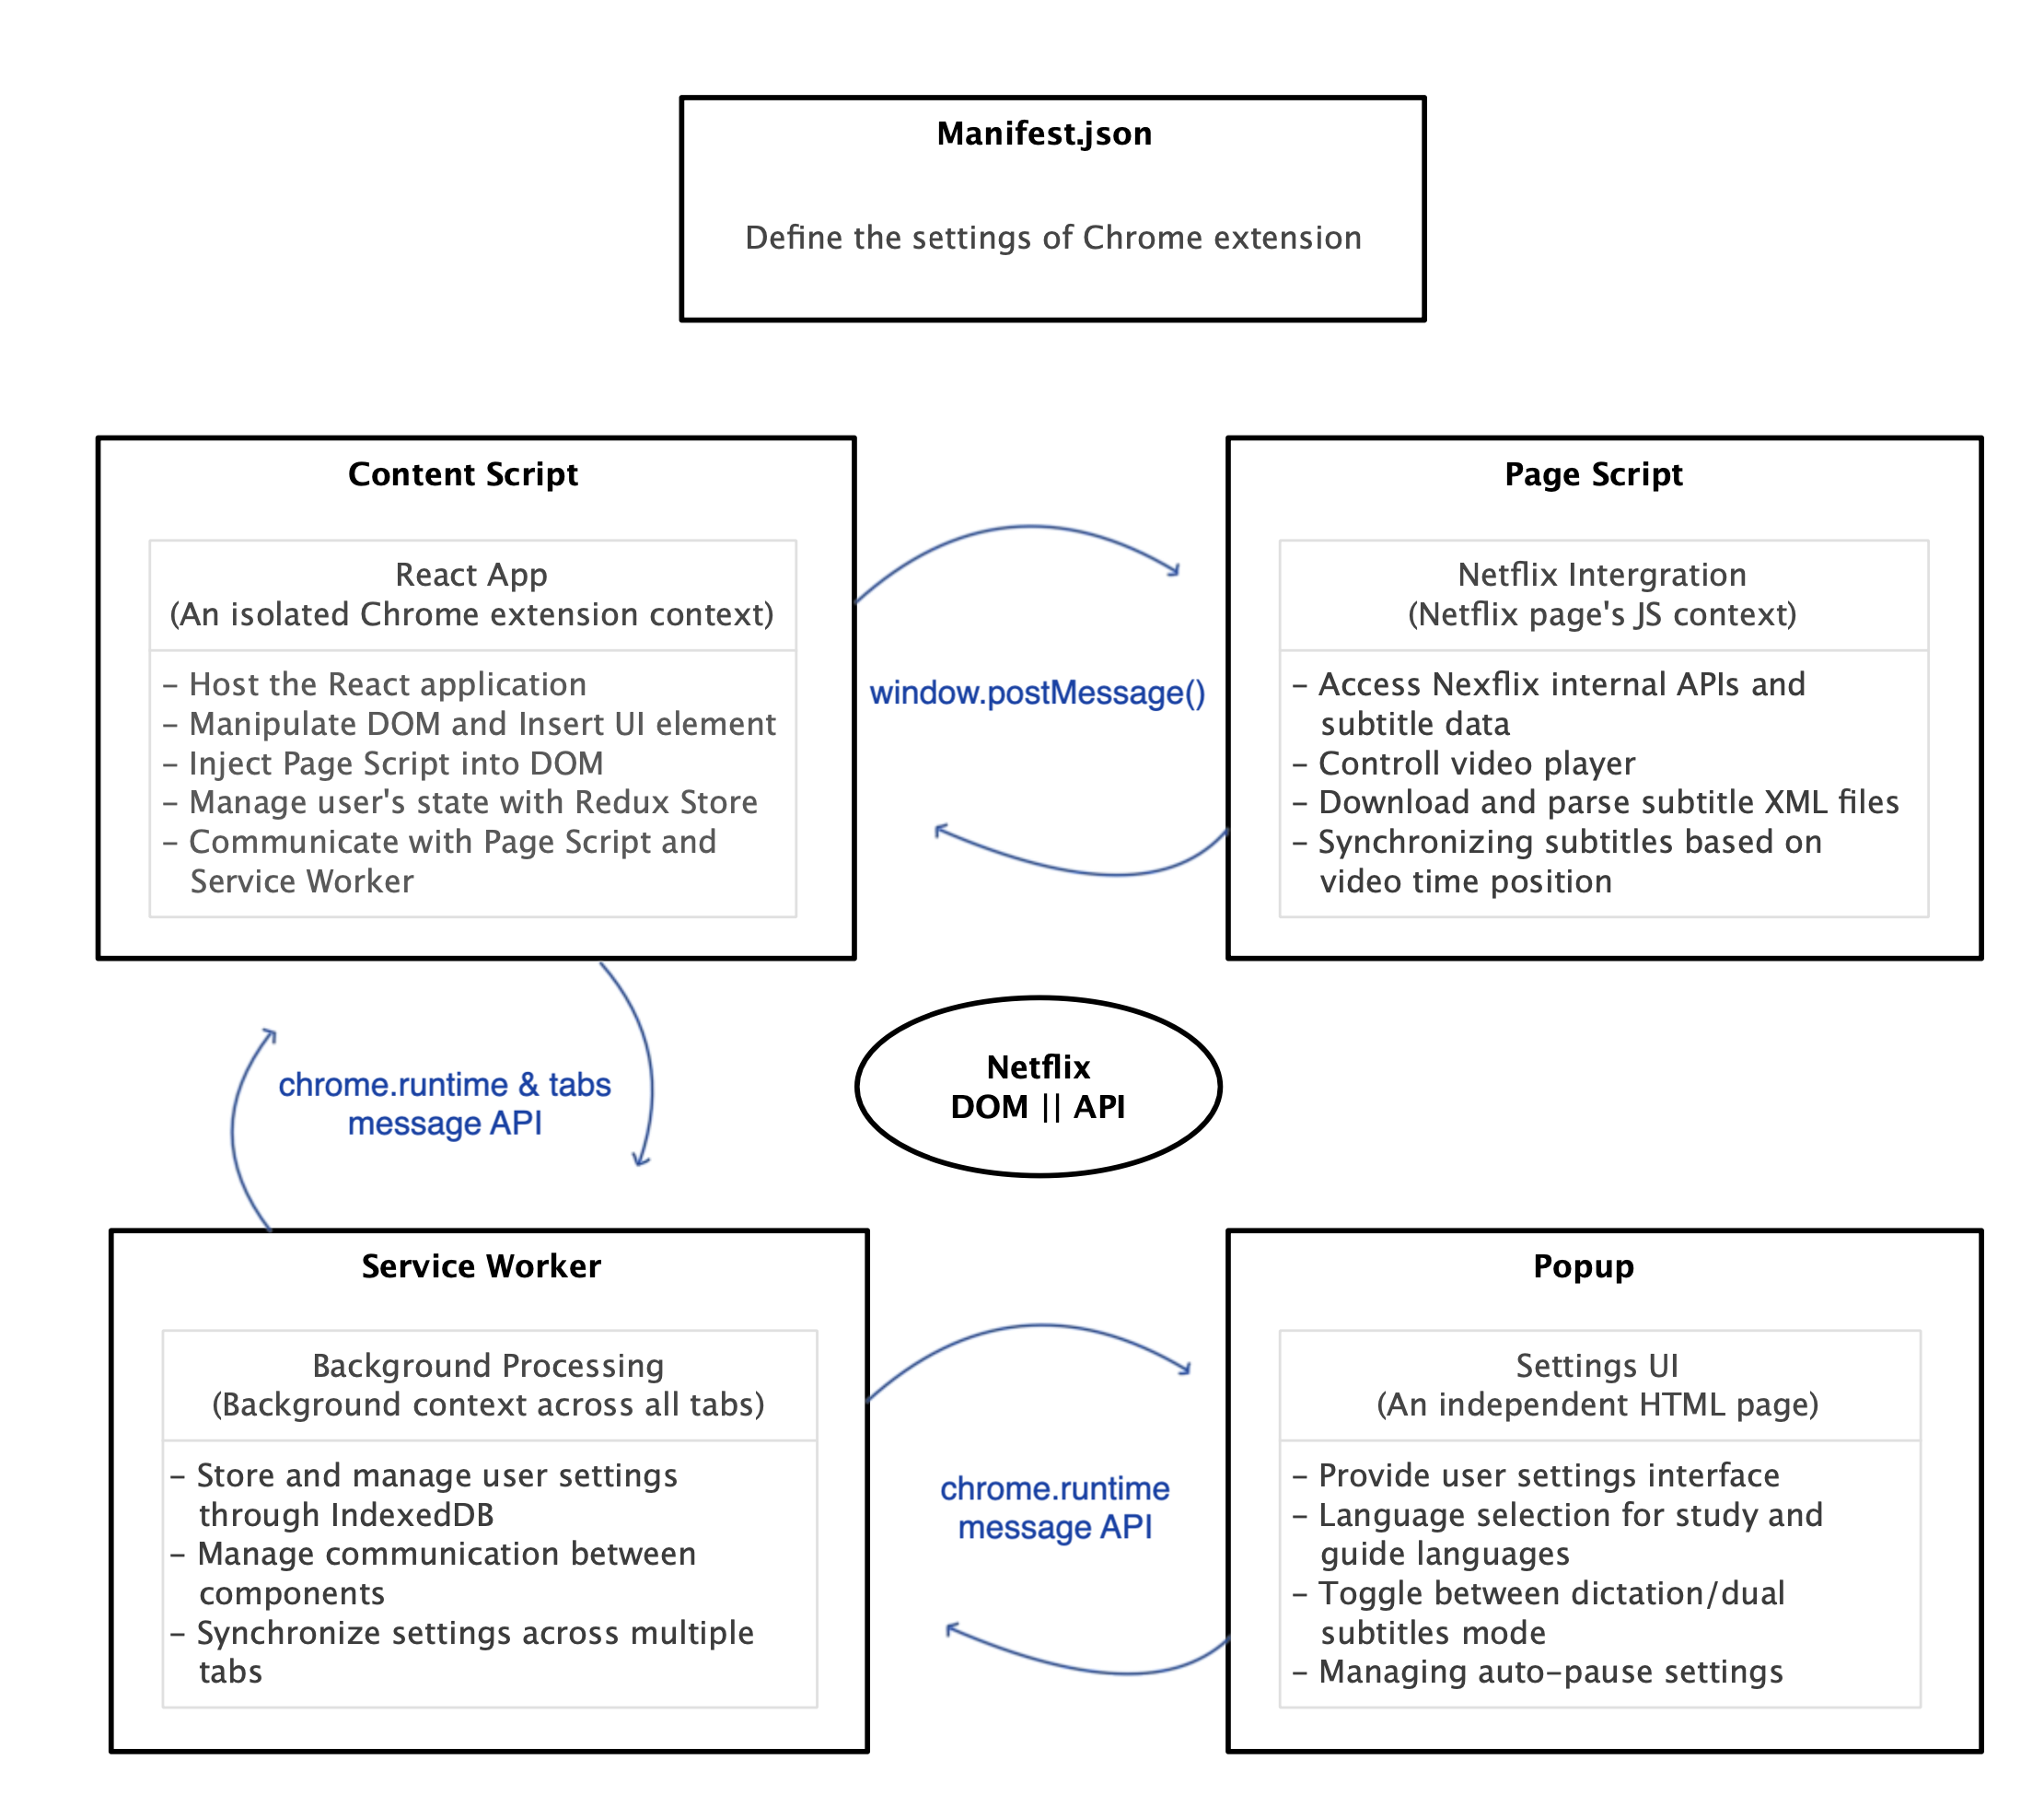 Manifest.json
Define the settings of Chrome extension
Content Script
React App
(An isolated Chrome extension context)
– Host the React application
– Manipulate DOM and Insert UI element
– Inject Page Script into DOM
– Manage user's state with Redux Store
– Communicate with Page Script and
Service Worker
window.postMessage()
Page Script
Netflix Intergration
(Netflix page's JS context)
– Access Nexflix internal APIs and
subtitle data
– Controll video player
– Download and parse subtitle XML files
– Synchronizing subtitles based on
video time position
chrome.runtime & tabs
message API
Netflix
DOM || API
Service Worker
Background Processing
(Background context across all tabs)
– Store and manage user settings
through IndexedDB
– Manage communication between
components
– Synchronize settings across multiple
tabs
chrome.runtime
message API
Popup
Settings UI
(An independent HTML page)
– Provide user settings interface
– Language selection for study and
guide languages
– Toggle between dictation/dual
subtitles mode
– Managing auto-pause settings